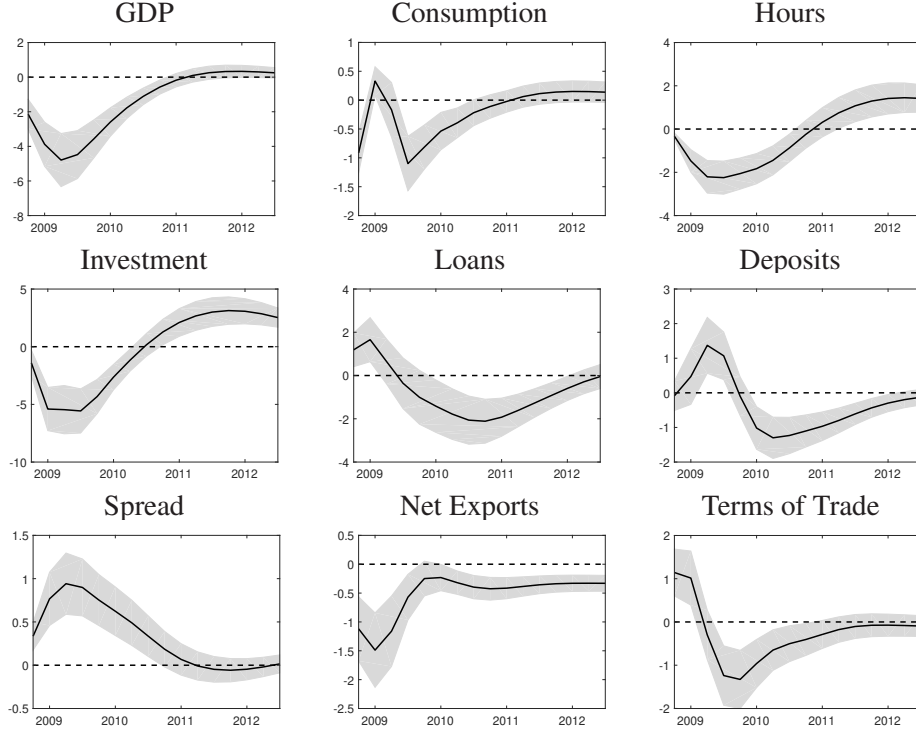 GDP Consumption Hours
2 1 4
0.5
0 2
0
-2 -0.5 0
-4 -1
-2
-6 -1.5
-8 -2 -4
2009 2010 2011 2012 2009 2010 2011 2012 2009 2010 2011 2012
Investment Loans Deposits
5 4 3
2
2
0 1
0
0
-5
-2 -1
-10 -4 -2
2009 2010 2011 2012 2009 2010 2011 2012 2009 2010 2011 2012
Spread Net Exports Terms of Trade
1.5 0.5 2
0
1 1
-0.5
0.5 -1 0
-1.5
0 -1
-2
-0.5 -2.5 -2
2009 2010 2011 2012 2009 2010 2011 2012 2009 2010 2011 2012